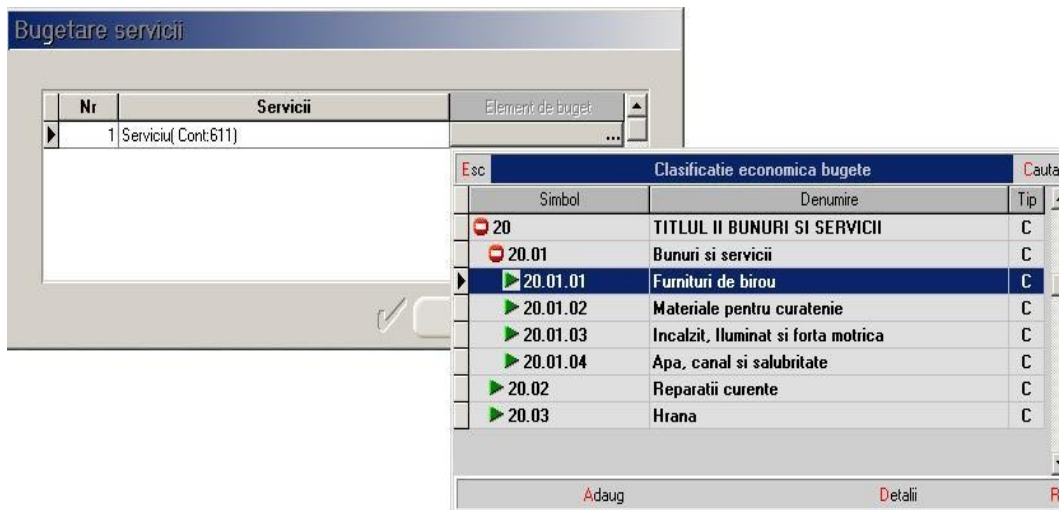 Bugetare servicii
Nr Servicii Element de buget
1 Serviciu( Cont:611) ...
Esc Clasificatie economica bugete Cauta
Simbol Denumire Tip
20 TITLUL II BUNURI SI SERVICII C
20.01 Bunuri si servicii C
20.01.01 Furnituri de birou C
20.01.02 Materiale pentru curatenie C
20.01.03 Incalzit, Iluminat si forta motrica C
20.01.04 Apa, canal si salubritate C
20.02 Reparatii curente C
20.03 Hrana C
Adaug Detalii R